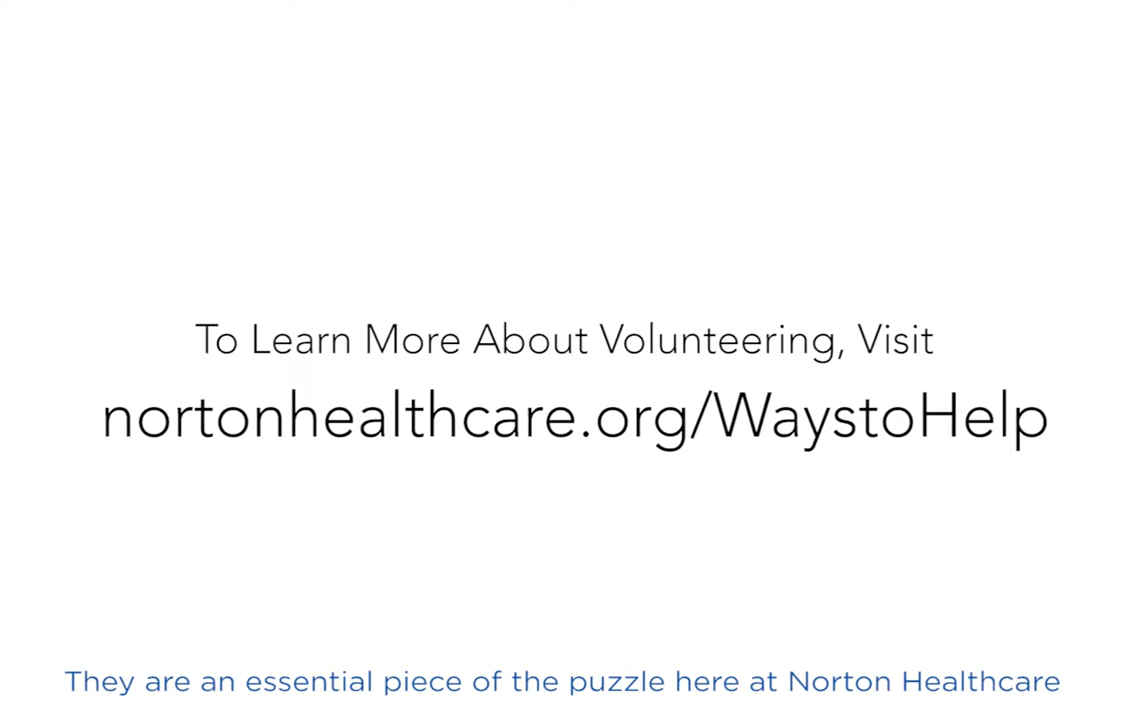 To Learn More About Volunteering, Visit
nortonhealthcare.org/WaystoHelp
They are an essential piece of the puzzle here at Norton Healthcare